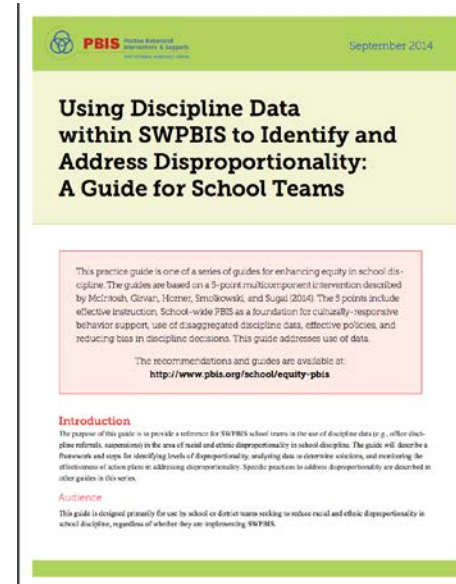 PBIS Positive Behavioral
Interventions & Supports
September 2014
Using Discipline Data
within SWPBIS to Identify and
Address Disproportionality:
A Guide for School Teams
This practice guide is one of a series of guides for enhancing equity in school dis-
cipline. The guides are based on a 5-point multicomponent intervention described
by McIntosh, Girvan, Horner, Smolkowski, and Sugai (2014). The 5 points include
effective instruction, School-wide PBIS as a foundation for culturally-responsive
behavior support, use of disaggregated discipline data, effective policies, and
reducing bias in discipline decisions. This guide addresses use of data.
The recommendations and guides are available at:
http://www.pbis.org/school/equity-pbis
Introduction
The purpose of this guide is to provide a reference for SWPBIS school teams in the use of discipline data (e.g., office disci-
pline referrals, suspensions) in the area of racial and ethnic disproportionality in school discipline. The guide will describe a
framework and steps for identifying levels of disproportionality, analyzing data to determine solutions, and monitoring the
effectiveness of action plans in addressing disproportionality. Specific practices to address disproportionality are described in
other guides in this series.
Audience
This guide is designed primarily for use by school or district teams seeking to reduce racial and ethnic disproportionality in
school discipline, regardless of whether they are implementing SWPBIS.